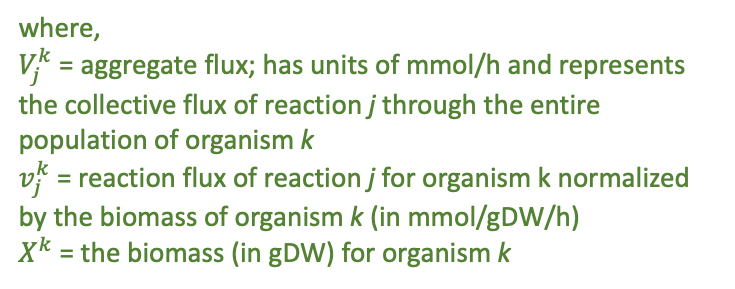 where,
$V_j^k$ = aggregate flux; has units of mmol/h and represents
the collective flux of reaction j through the entire
population of organism k
$v_j^k$ = reaction flux of reaction j for organism k normalized
by the biomass of organism k (in mmol/gDW/h)
$X^k$ = the biomass (in gDW) for organism k